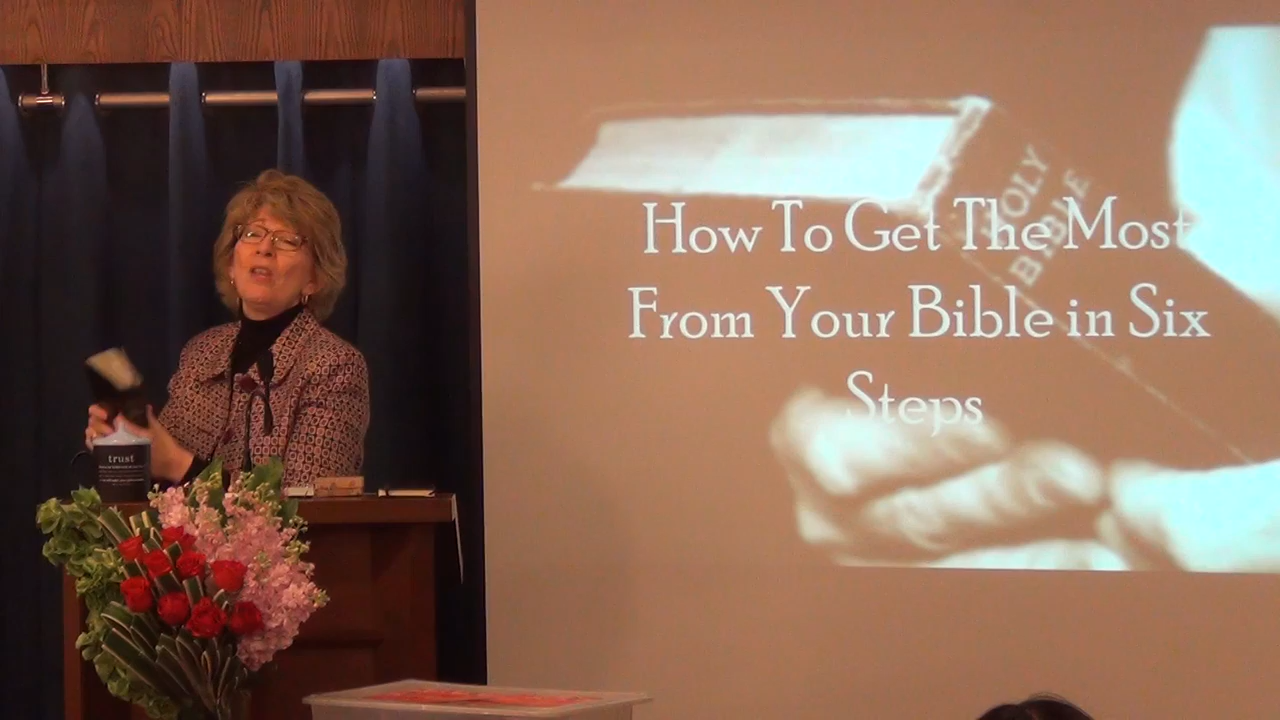 How To Get The Most
From Your Bible in Six
Steps
HOLY
BIBLE
trust